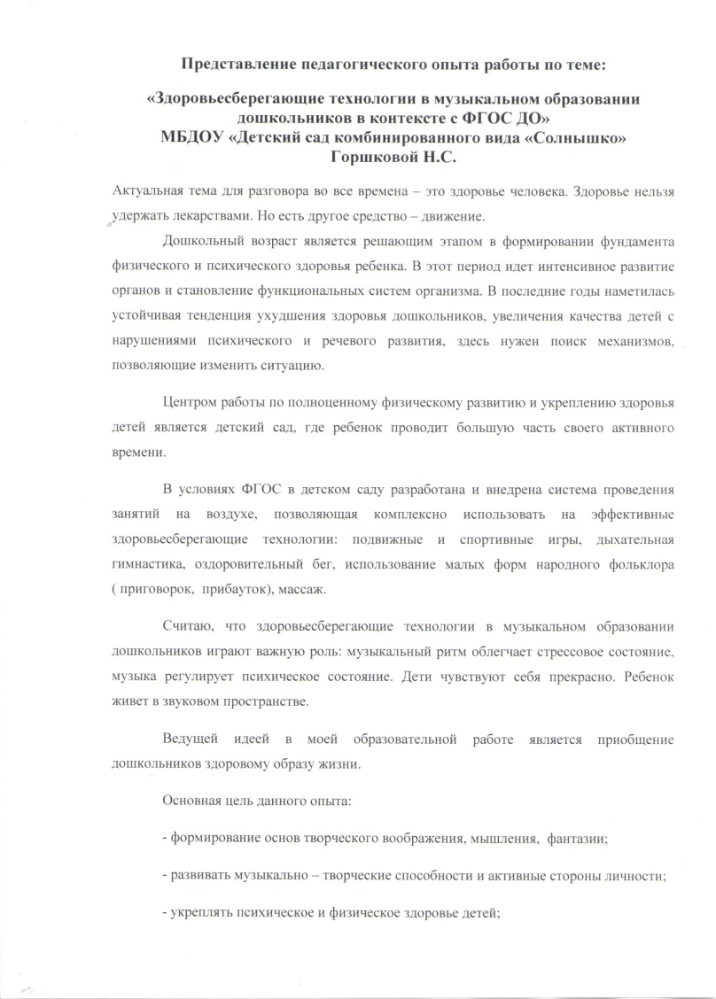 Представление педагогического опыта работы по теме:
«Здоровьесберегающие технологии в музыкальном образовании
дошкольников в контексте с ФГОС ДО»
МБДОУ «Детский сад комбинированного вида «Солнышко»
Горшковой Н.С.
Актуальная тема для разговора во все времена – это здоровье человека. Здоровье нельзя
удержать лекарствами. Но есть другое средство – движение.
Дошкольный возраст является решающим этапом в формировании фундамента
физического и психического здоровья ребенка. В этот период идет интенсивное развитие
органов и становление функциональных систем организма. В последние годы наметилась
устойчивая тенденция ухудшения здоровья дошкольников, увеличения качества детей с
нарушениями психического и речевого развития, здесь нужен поиск механизмов,
позволяющие изменить ситуацию.
Центром работы по полноценному физическому развитию и укреплению здоровья
детей является детский сад, где ребенок проводит большую часть своего активного
времени.
В условиях ФГОС в детском саду разработана и внедрена система проведения
занятий на воздухе, позволяющая комплексно использовать на эффективные
здоровьесберегающие технологии: подвижные и спортивные игры, дыхательная
гимнастика, оздоровительный бег, использование малых форм народного фольклора
( приговорок, прибауток), массаж.
Считаю, что здоровьесберегающие технологии в музыкальном образовании
дошкольников играют важную роль: музыкальный ритм облегчает стрессовое состояние,
музыка регулирует психическое состояние. Дети чувствуют себя прекрасно. Ребенок
живет в звуковом пространстве.
Ведущей идеей в моей образовательной работе является приобщение
дошкольников здоровому образу жизни.
Основная цель данного опыта:
- формирование основ творческого воображения, мышления, фантазии;
- развивать музыкально – творческие способности и активные стороны личности;
- укреплять психическое и физическое здоровье детей;